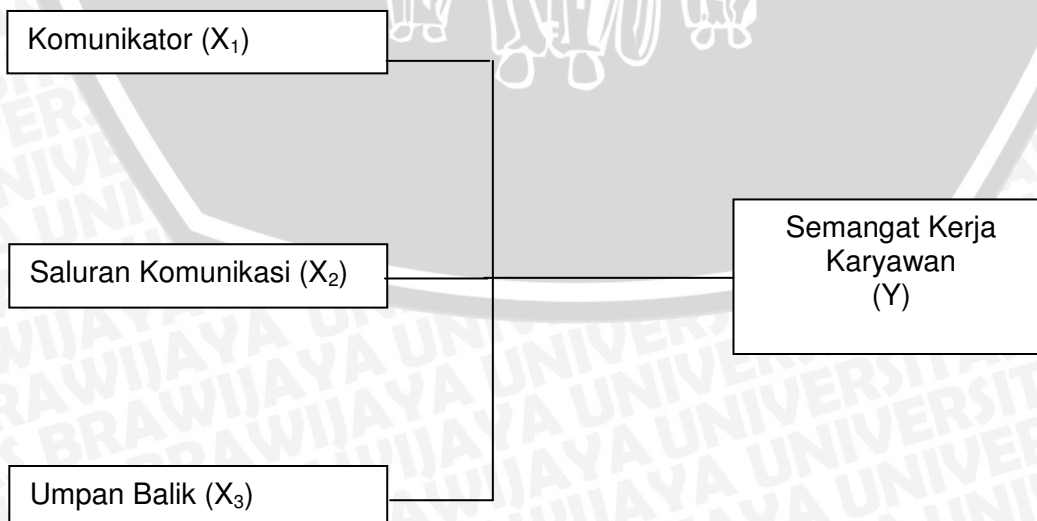 Komunikator (X₁)
Saluran Komunikasi (X₂)
Semangat Kerja
Karyawan
(Y)
Umpan Balik (X₃)